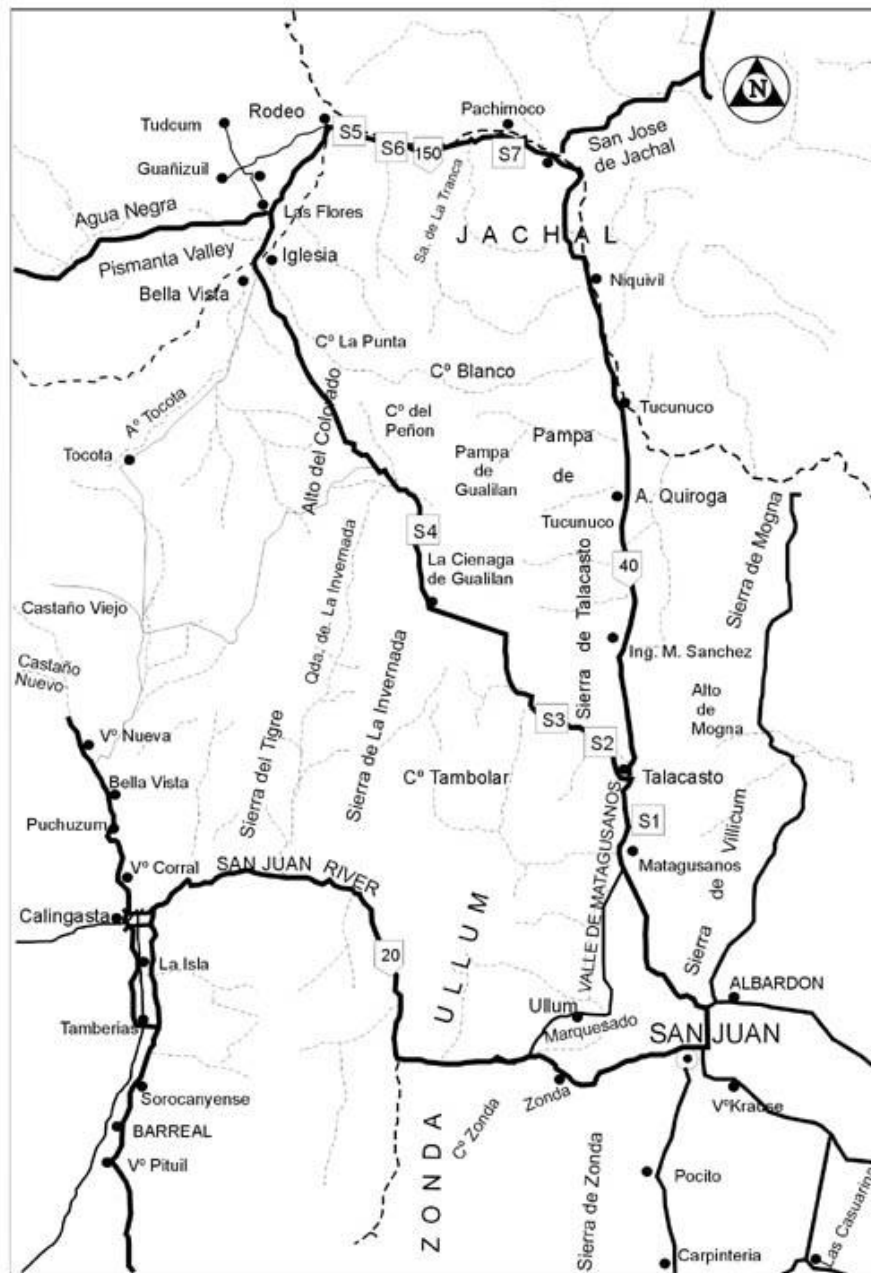 N
Rodeo
Pachimoco
Tudcum
S5
S6
150
S7
San Jose
de Jachal
Guañizuil
Agua Negra
Las Flores
Sa. de La Tranca
JACHAL
Pismanta Valley
Iglesia
Bella Vista
Niquivil
Cº La Punta
Cº Blanco
Aº Tocota
Alto del Colorado
Cº del
Peñon
Tucunuco
Tocota
Pampa
de
Gualilan
Pampa
de
Tucunuco
A. Quiroga
S4
Sierra de Mogna
La Cienaga
de Gualilan
40
Castaño Viejo
Qda. de. La Invernada
Sierra de Talacasto
Ing. M. Sanchez
Castaño
Nuevo
Sierra de La Invernada
Alto
de
Mogna
Vº Nueva
S3
S2
Sierra del Tigre
Cº Tambolar
Talacasto
Bella Vista
S1
Puchuzum
VALLE DE MATAGUSANOS
Matagusanos
Sierra de Villicum
Vº Corral
SAN JUAN RIVER
Calingasta
20
ULLUM
La Isla
ALBARDON
Ullum
Marquesado
SAN JUAN
Tamberias
Sorocanyense
Zonda
VºKrause
BARREAL
Cº Zonda
Vº Pituil
ZONDA
Sierra de Zonda
Pocito
Las Casuarina
Carpinteria